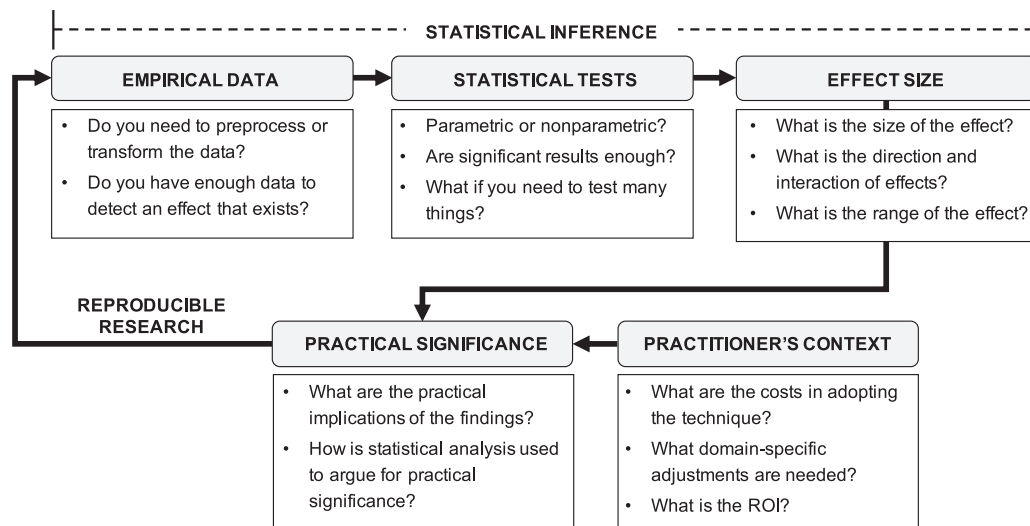 STATISTICAL INFERENCE
EMPIRICAL DATA
• Do you need to preprocess or
transform the data?
• Do you have enough data to
detect an effect that exists?
STATISTICAL TESTS
• Parametric or nonparametric?
• Are significant results enough?
• What if you need to test many
things?
EFFECT SIZE
• What is the size of the effect?
• What is the direction and
interaction of effects?
• What is the range of the effect?
REPRODUCIBLE
RESEARCH
PRACTICAL SIGNIFICANCE
• What are the practical
implications of the findings?
• How is statistical analysis used
to argue for practical
significance?
PRACTITIONER'S CONTEXT
• What are the costs in adopting
the technique?
• What domain-specific
adjustments are needed?
• What is the ROI?